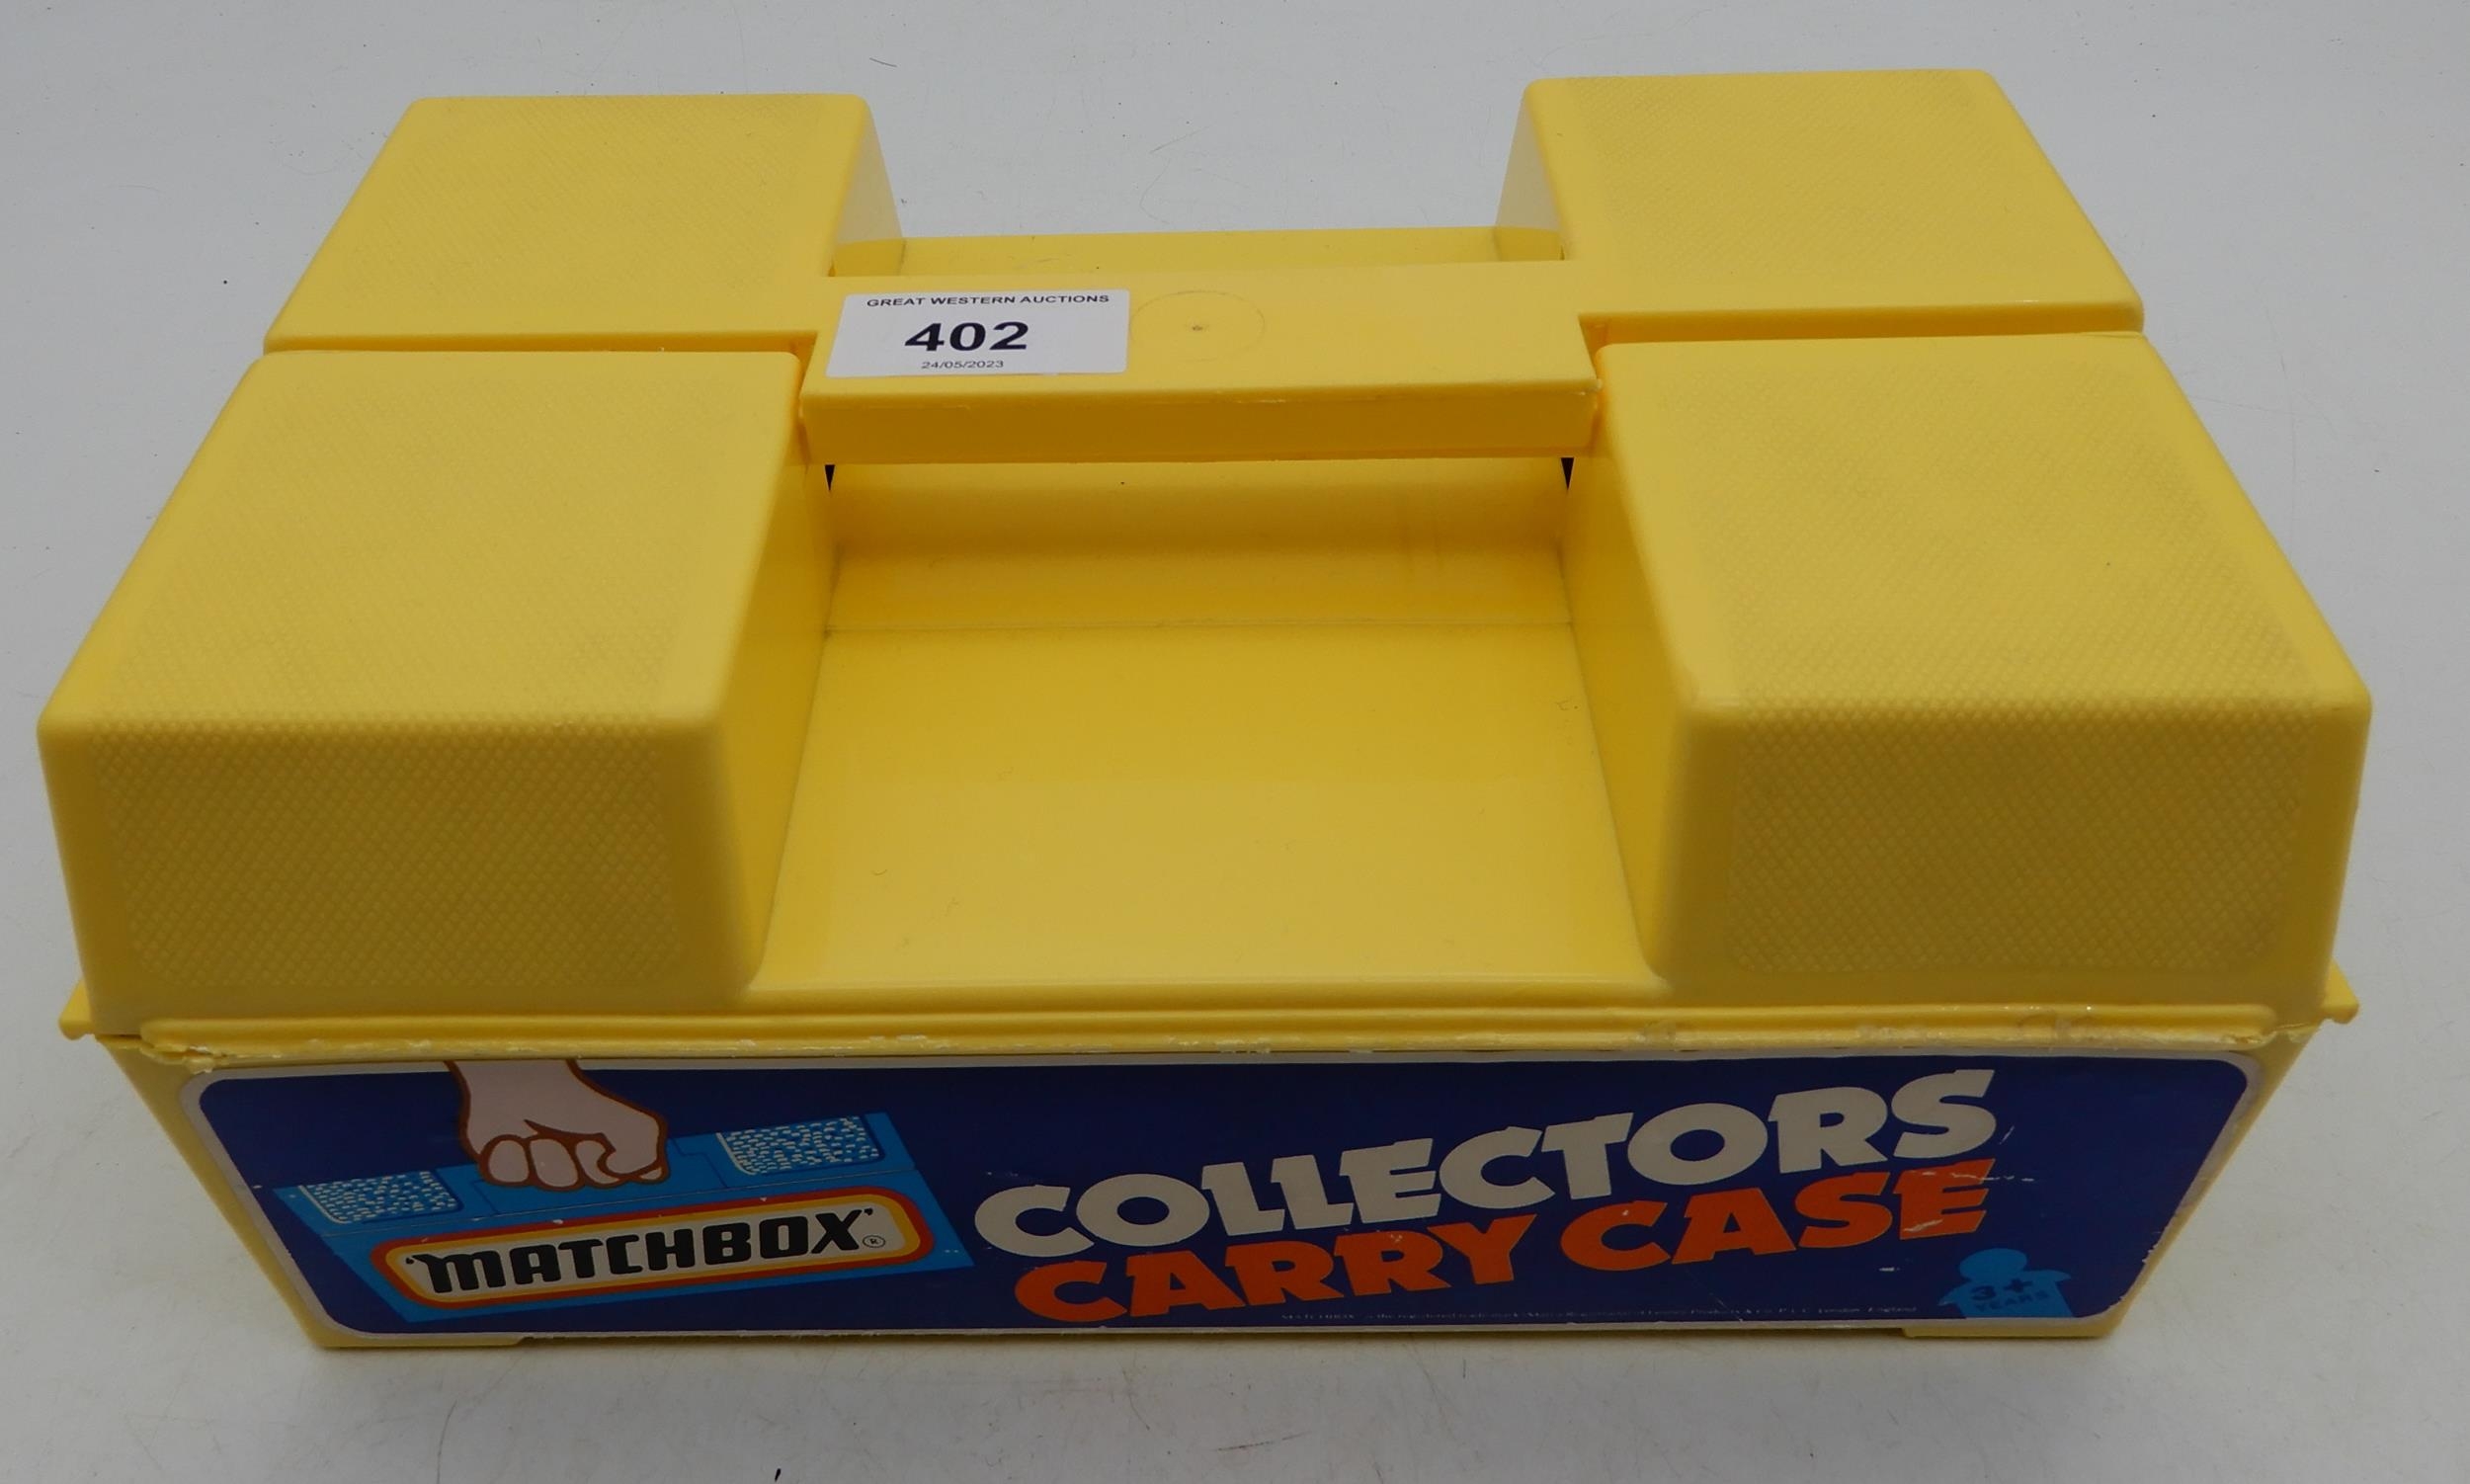 GREAT WESTERN AUCTIONS
402
24/05/2023
COLLECTORS
CARRY CASE
'MATCHBOX' ®
3+
YEARS